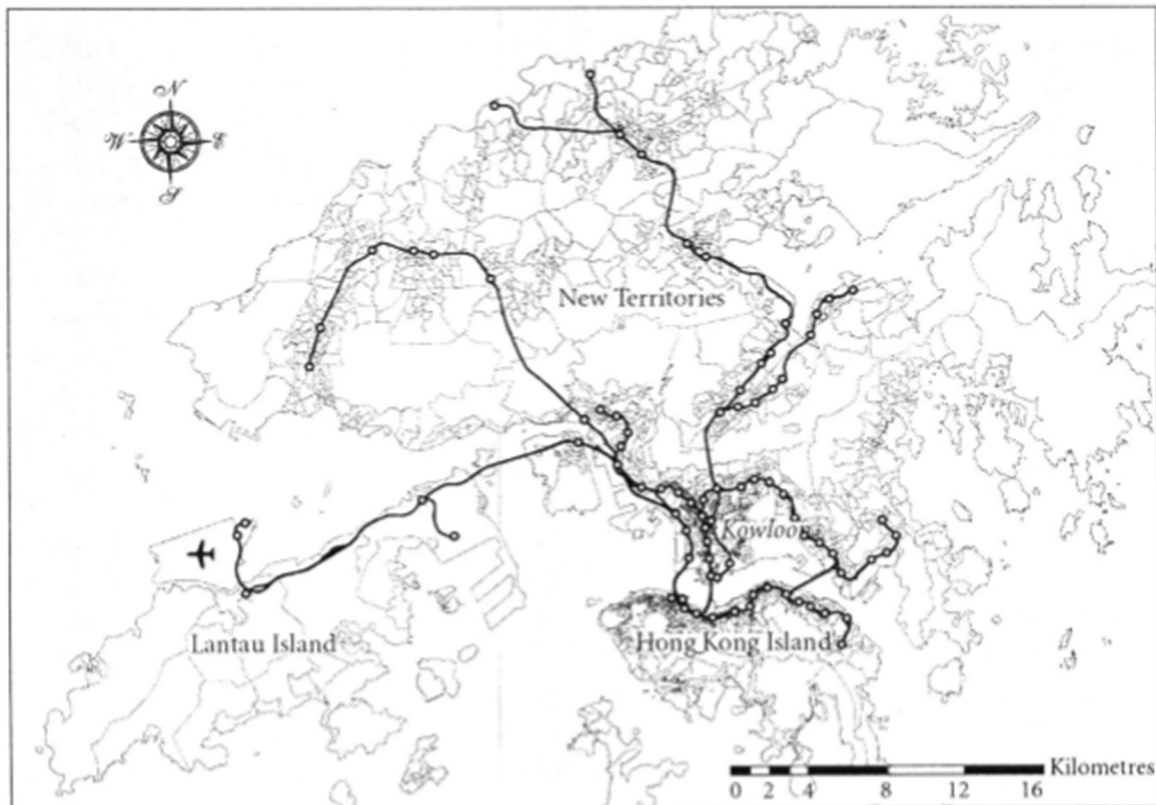 N
W E
S
New Territories
Kowloon
Lantau Island
Hong Kong Island
Kilometres
0 2 4 8 12 16